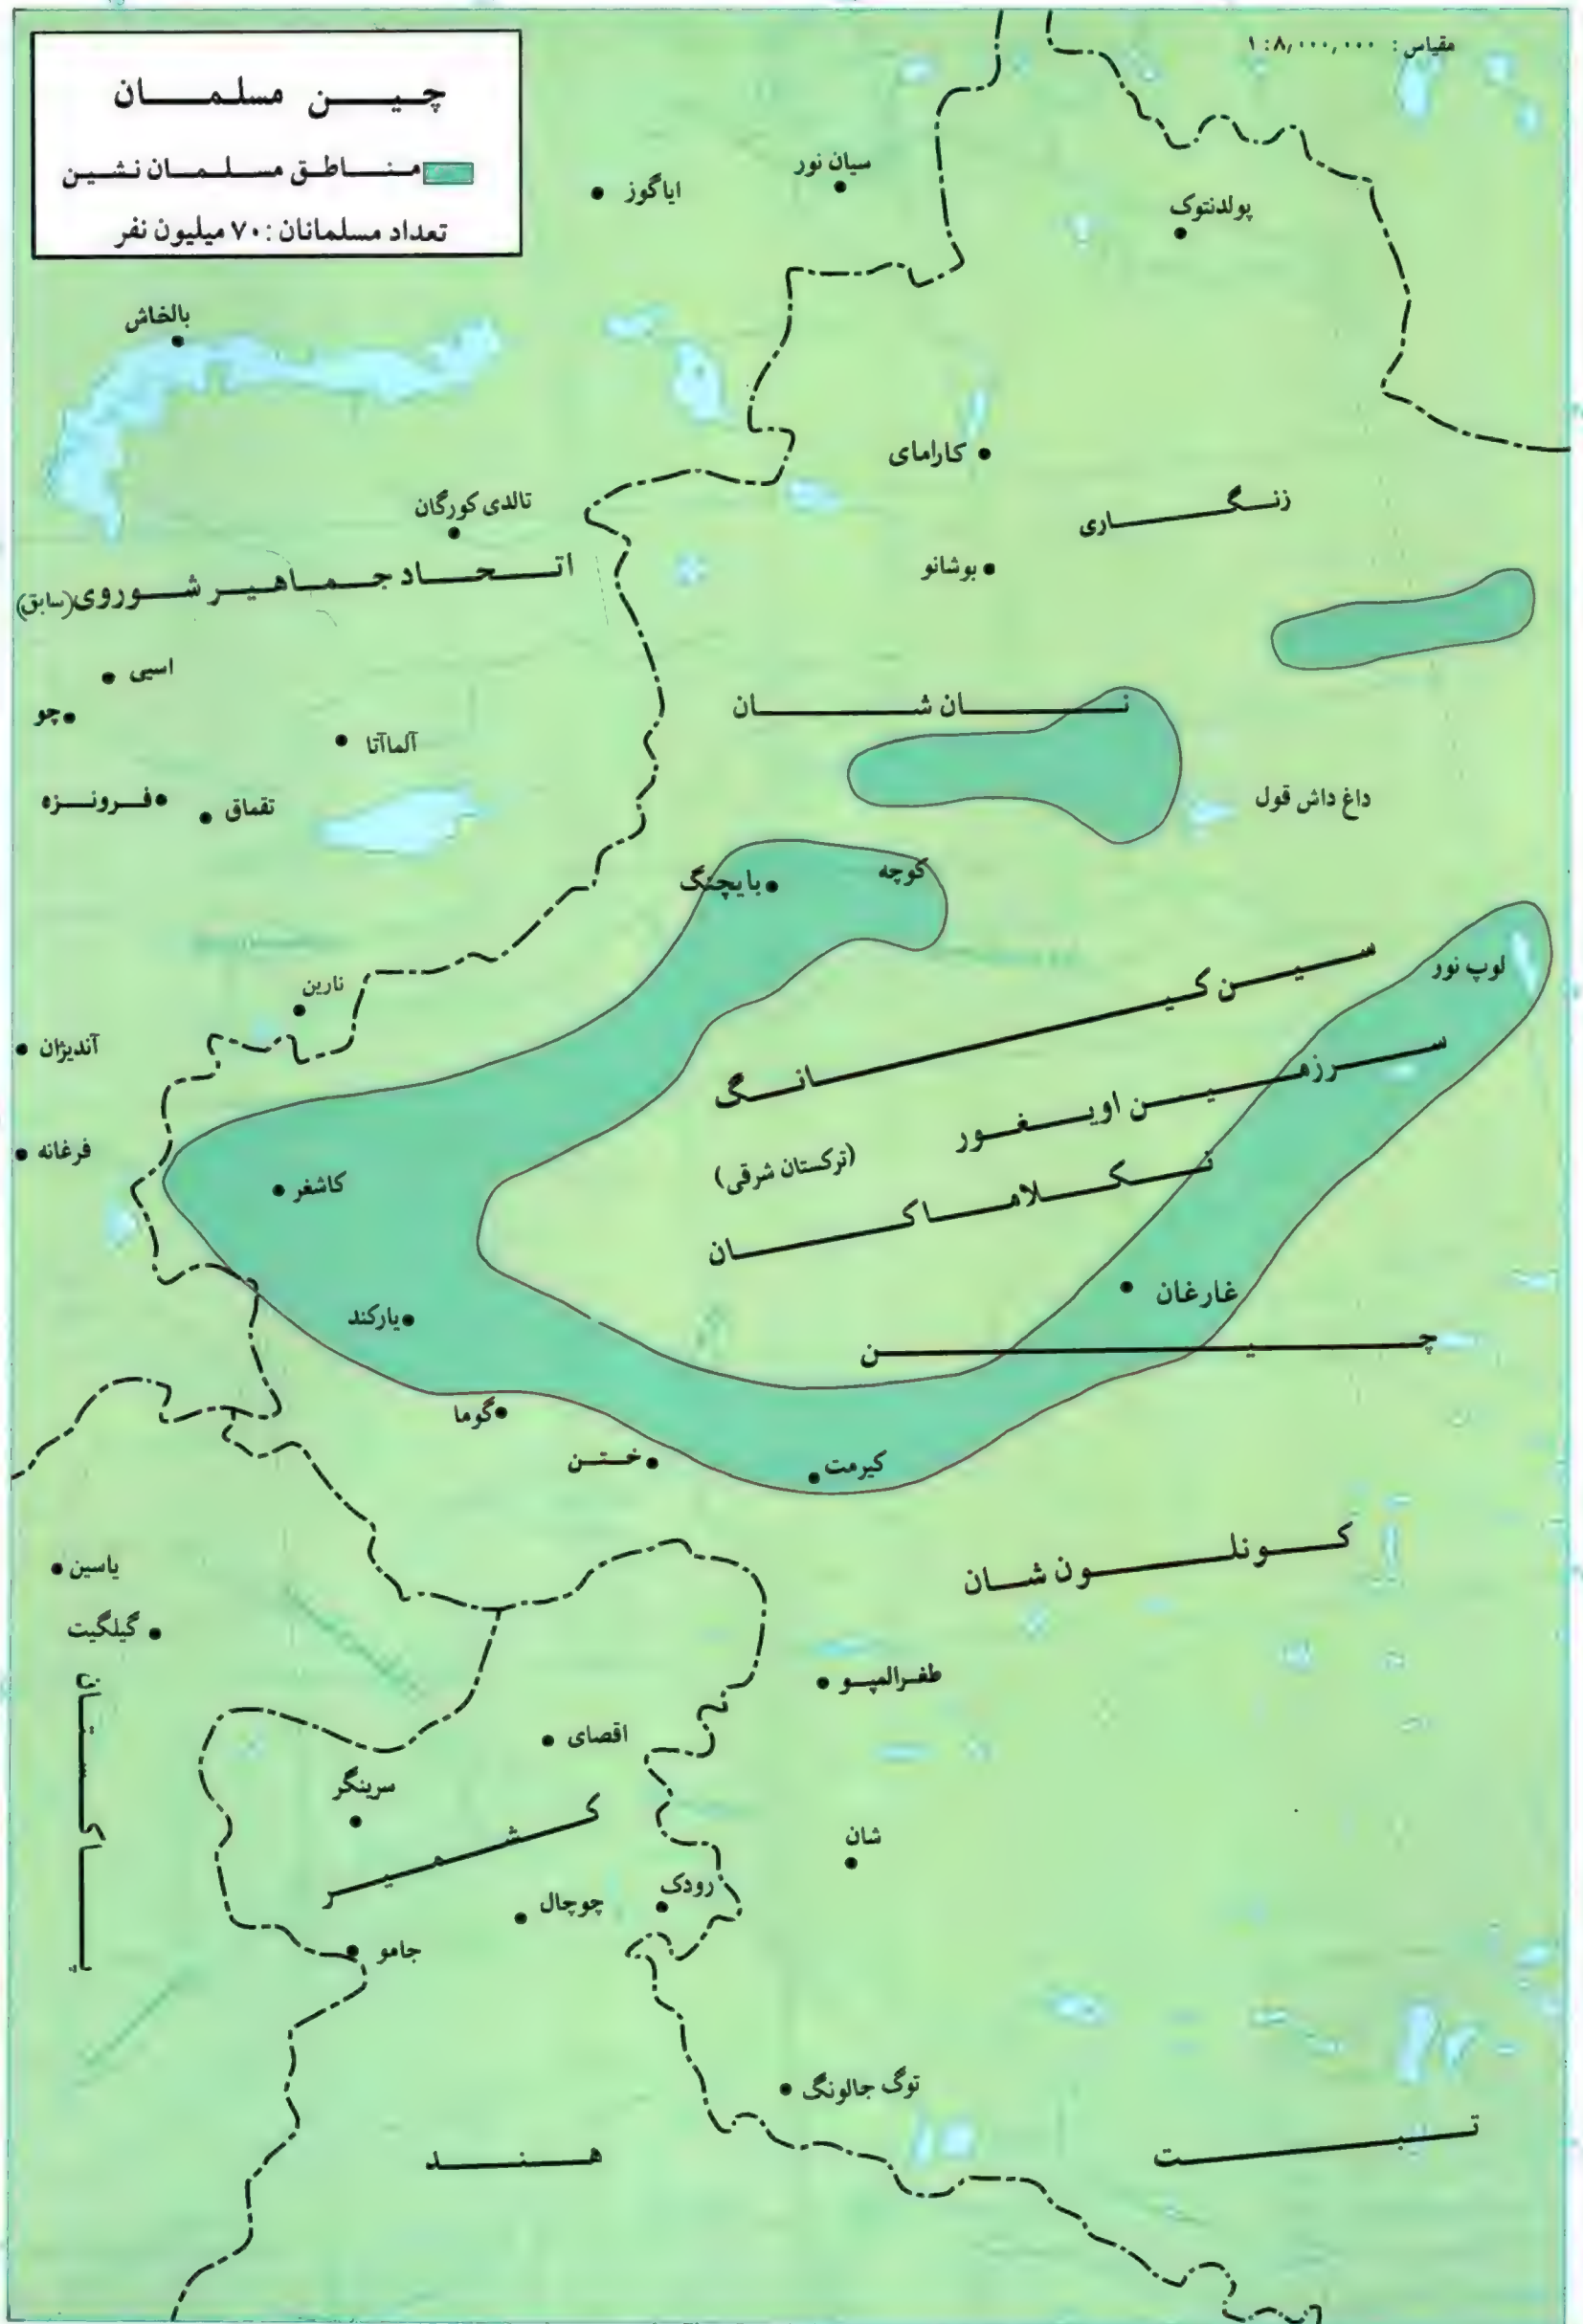 مقیاس : ۱:۸,۰۰۰,۰۰۰
چین مسلمان
مناطق مسلمان نشین
تعداد مسلمانان : ۷۰ میلیون نفر
سیان نور
ایاگوز
پولدنتوک
بالخاش
کارامای
تالدی کورگان
زنگاری
بوشانو
اتحاد جماهیر شوروی (سابق)
اسیی
نان شان
چو
آلماآتا
داغ داش قول
فرونزه
تقماق
کوچه
بایچنگ
سین کیانگ
لوپ نور
نارین
آندیژان
سرزمین اویغور
فرغانه
(ترکستان شرقی)
تکلاماکان
کاشغر
غارغان
یارکند
چین
گوما
ختن
کیرمت
کونلون شان
یاسین
گیلگیت
پاکستان
طغرالمپو
اقصای
سرینگر
کشمیر
شان
رودک
چوچال
جامو
توگ جالونگ
تبت
هند